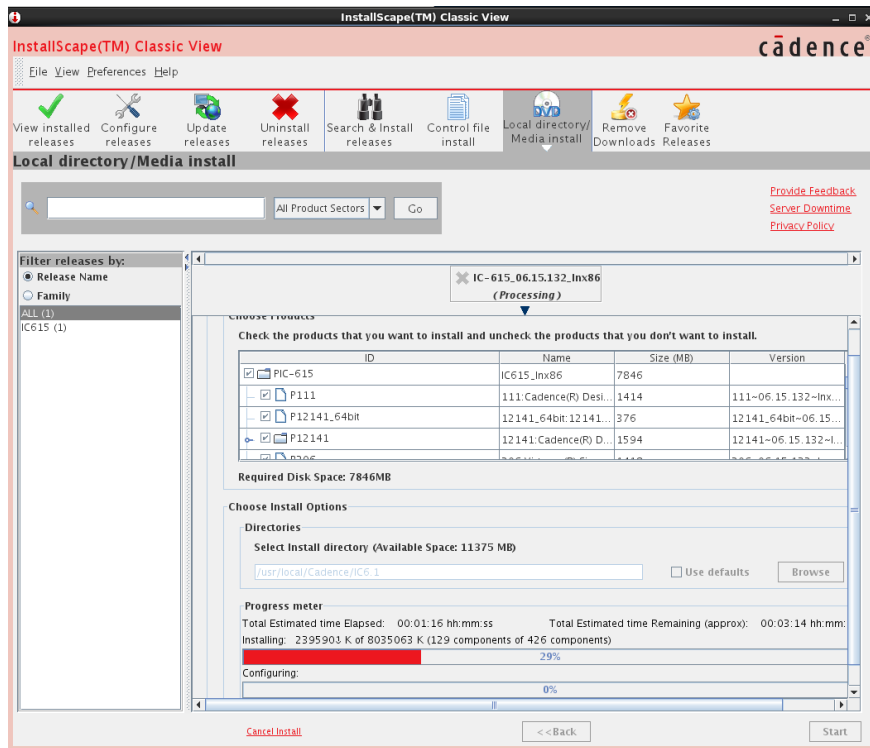 InstallScape(TM) Classic View
InstallScape(TM) Classic View
cādence®
File View Preferences Help
View installed releases
Configure releases
Update releases
Uninstall releases
Search & Install releases
Control file install
Local directory/ Media install
Remove Downloads
Favorite Releases
Local directory/Media install
All Product Sectors
Go
Provide Feedback
Server Downtime
Privacy Policy
Filter releases by:
Release Name
Family
ALL (1)
IC615 (1)
IC-615_06.15.132_lnx86
(Processing)
Choose Products
Check the products that you want to install and uncheck the products that you don't want to install.
ID Name Size (MB) Version
PIC-615 IC615_lnx86 7846
P111 111:Cadence(R) Desi... 1414 111~06.15.132~lnx...
P12141_64bit 12141_64bit:12141... 376 12141_64bit~06.15...
P12141 12141:Cadence(R) D... 1594 12141~06.15.132~l...
Required Disk Space: 7846MB
Choose Install Options
Directories
Select Install directory (Available Space: 11375 MB)
/usr/local/Cadence/IC6.1
Use defaults
Browse
Progress meter
Total Estimated time Elapsed: 00:01:16 hh:mm:ss Total Estimated time Remaining (approx): 00:03:14 hh:mm:
Installing: 2395903 K of 8035063 K (129 components of 426 components)
29%
Configuring:
0%
Cancel Install
<<Back
Start